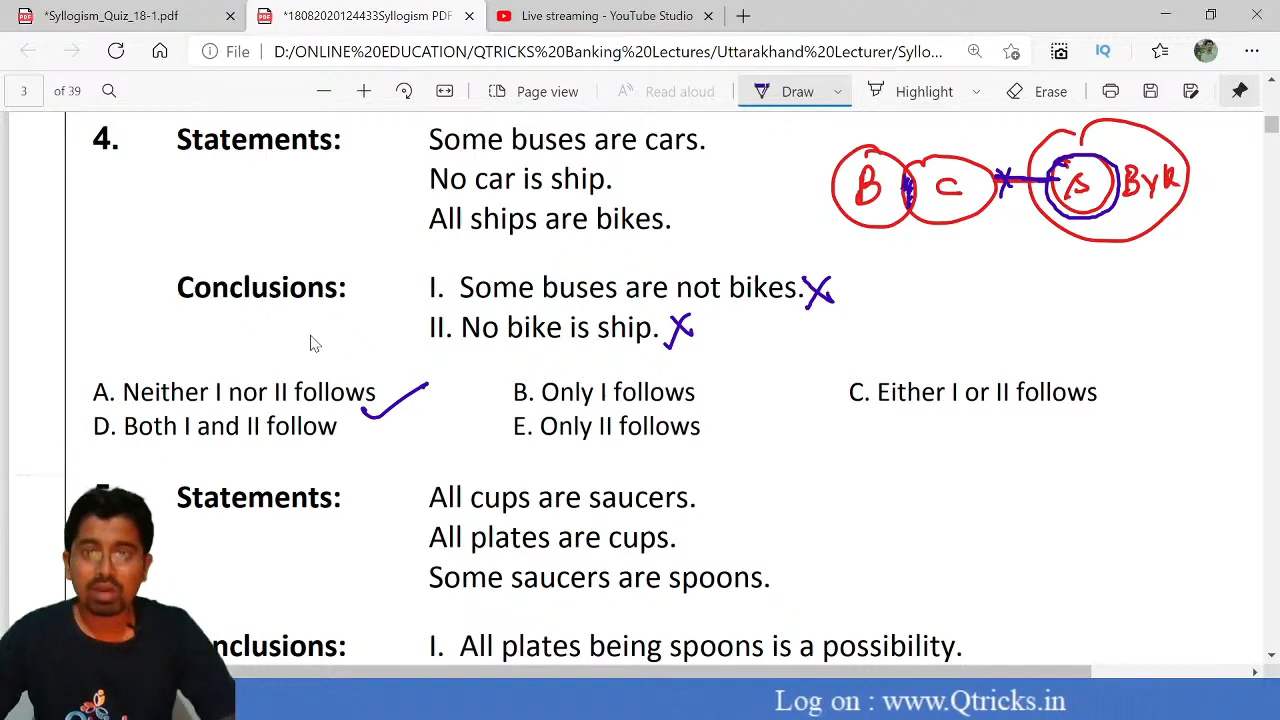 *Syllogism_Quiz_18-1.pdf
*18082020124433Syllogism PDF
Live streaming - YouTube Studio
File
D:/ONLINE%20EDUCATION/QTRICKS%20Banking%20Lectures/Uttarakhand%20Lecturer/Syllo...
IQ
3 of 39
Page view
Read aloud
Draw
Highlight
Erase
4. Statements: Some buses are cars.
No car is ship.
All ships are bikes.
B C S Byk
Conclusions: I. Some buses are not bikes.
II. No bike is ship.
A. Neither I nor II follows B. Only I follows C. Either I or II follows
D. Both I and II follow E. Only II follows
Statements: All cups are saucers.
All plates are cups.
Some saucers are spoons.
nclusions: I. All plates being spoons is a possibility.
Log on : www.Qtricks.in